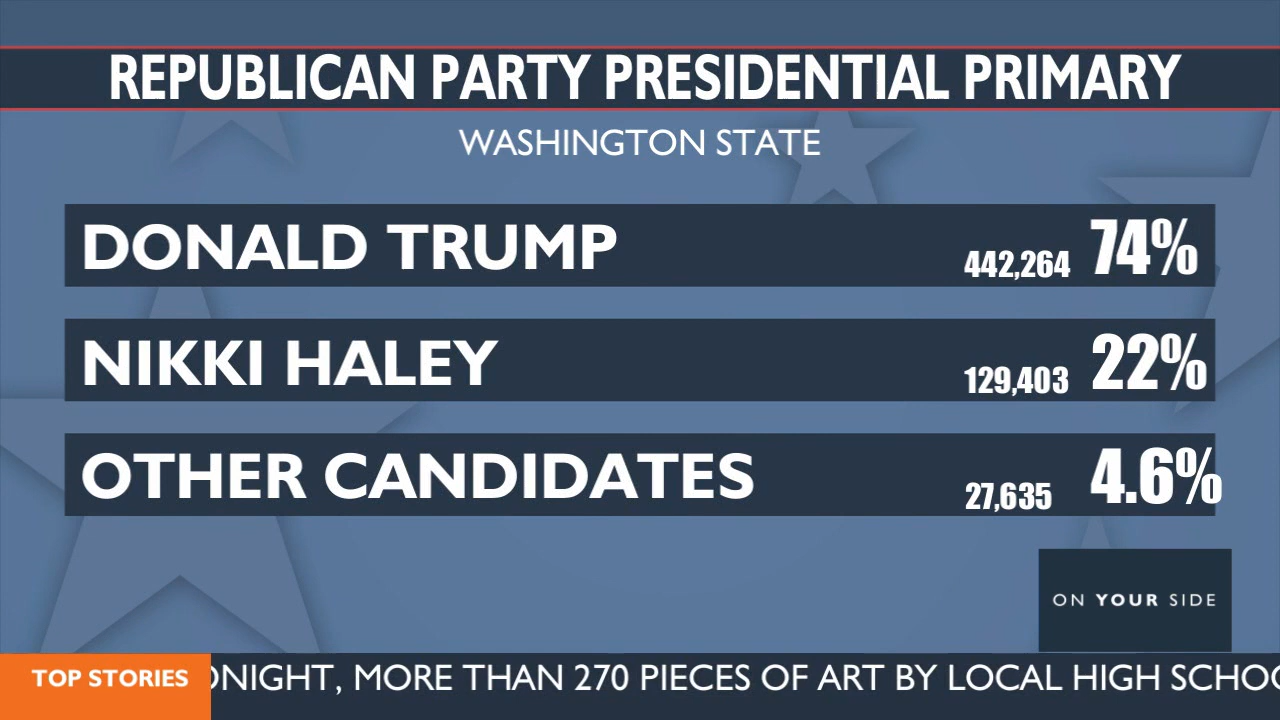 REPUBLICAN PARTY PRESIDENTIAL PRIMARY
WASHINGTON STATE
DONALD TRUMP 442,264 74%
NIKKI HALEY 129,403 22%
OTHER CANDIDATES 27,635 4.6%
ON YOUR SIDE
TOP STORIES ONIGHT, MORE THAN 270 PIECES OF ART BY LOCAL HIGH SCHOO